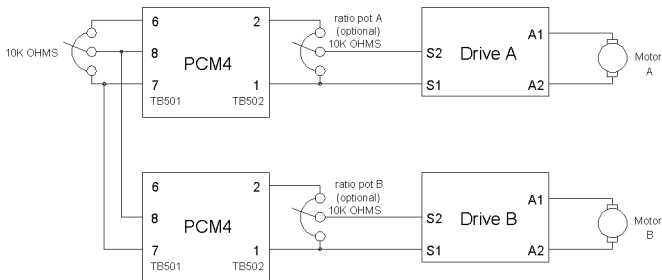 6
8
7
10K OHMS
PCM4
TB501
TB502
2
1
ratio pot A
(optional)
10K OHMS
S2
S1
Drive A
A1
A2
Motor
A
6
8
7
PCM4
TB501
TB502
2
1
ratio pot B
(optional)
10K OHMS
S2
S1
Drive B
A1
A2
Motor
B